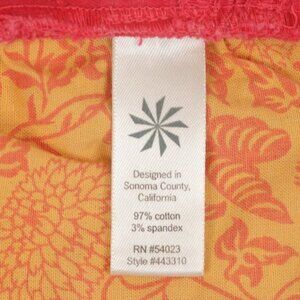 Designed in
Sonoma County,
California
97% cotton
3% spandex
RN #54023
Style #443310